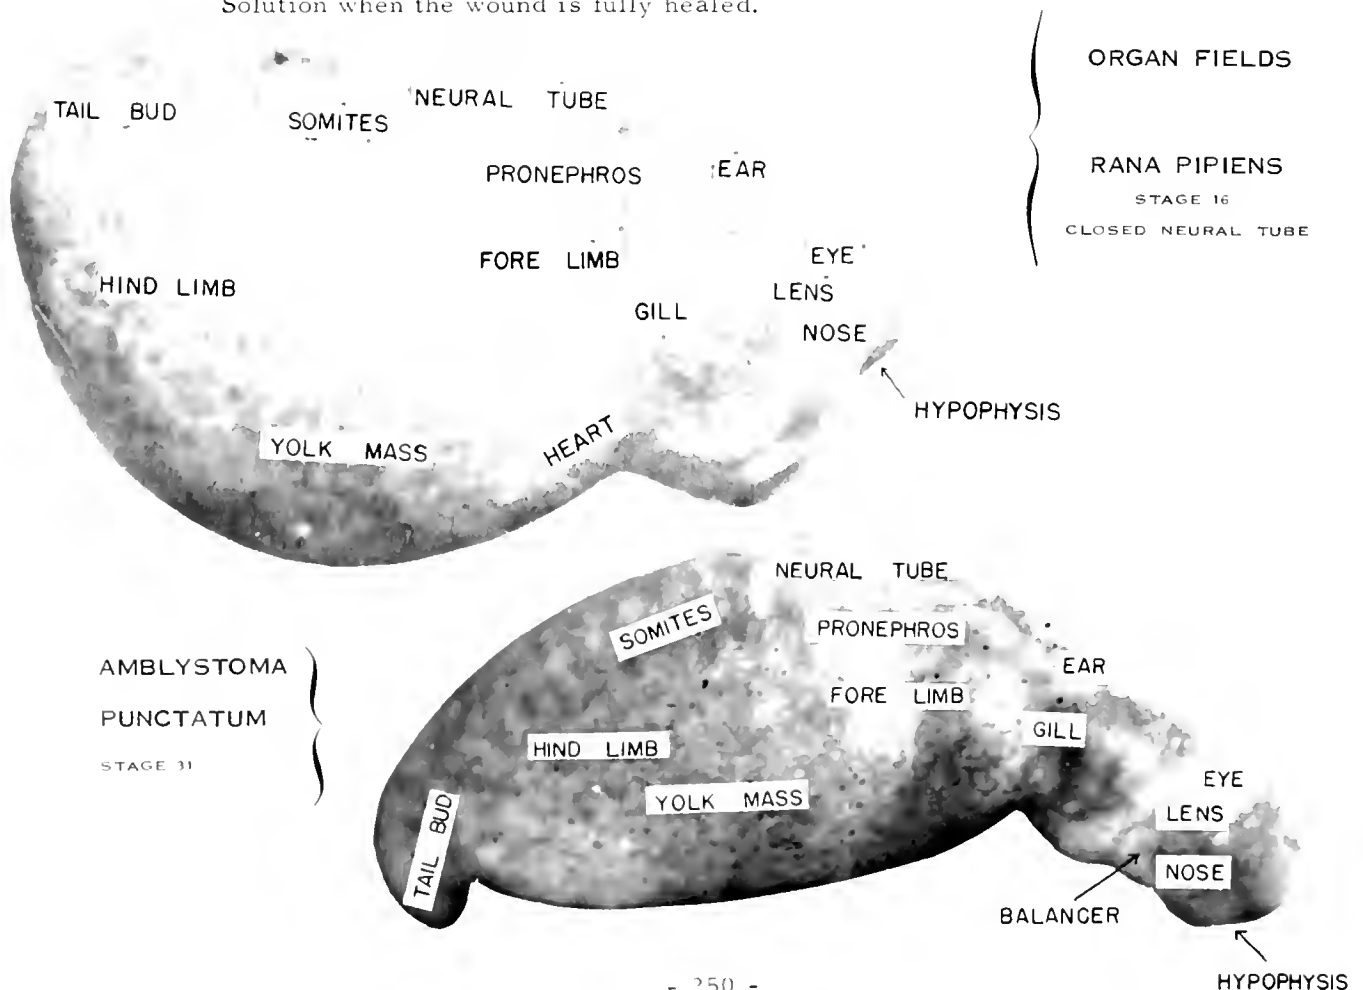 Solution when the wound is fully healed.
ORGAN FIELDS
RANA PIPIENS
STAGE 16
CLOSED NEURAL TUBE
TAIL BUD
SOMITES
NEURAL TUBE
PRONEPHROS
EAR
FORE LIMB
EYE
HIND LIMB
LENS
GILL
NOSE
HYPOPHYSIS
YOLK MASS
HEART
AMBLYSTOMA
PUNCTATUM
STAGE 31
NEURAL TUBE
SOMITES
PRONEPHROS
EAR
FORE LIMB
GILL
HIND LIMB
EYE
YOLK MASS
LENS
TAIL BUD
NOSE
BALANCER
HYPOPHYSIS
- 250 -